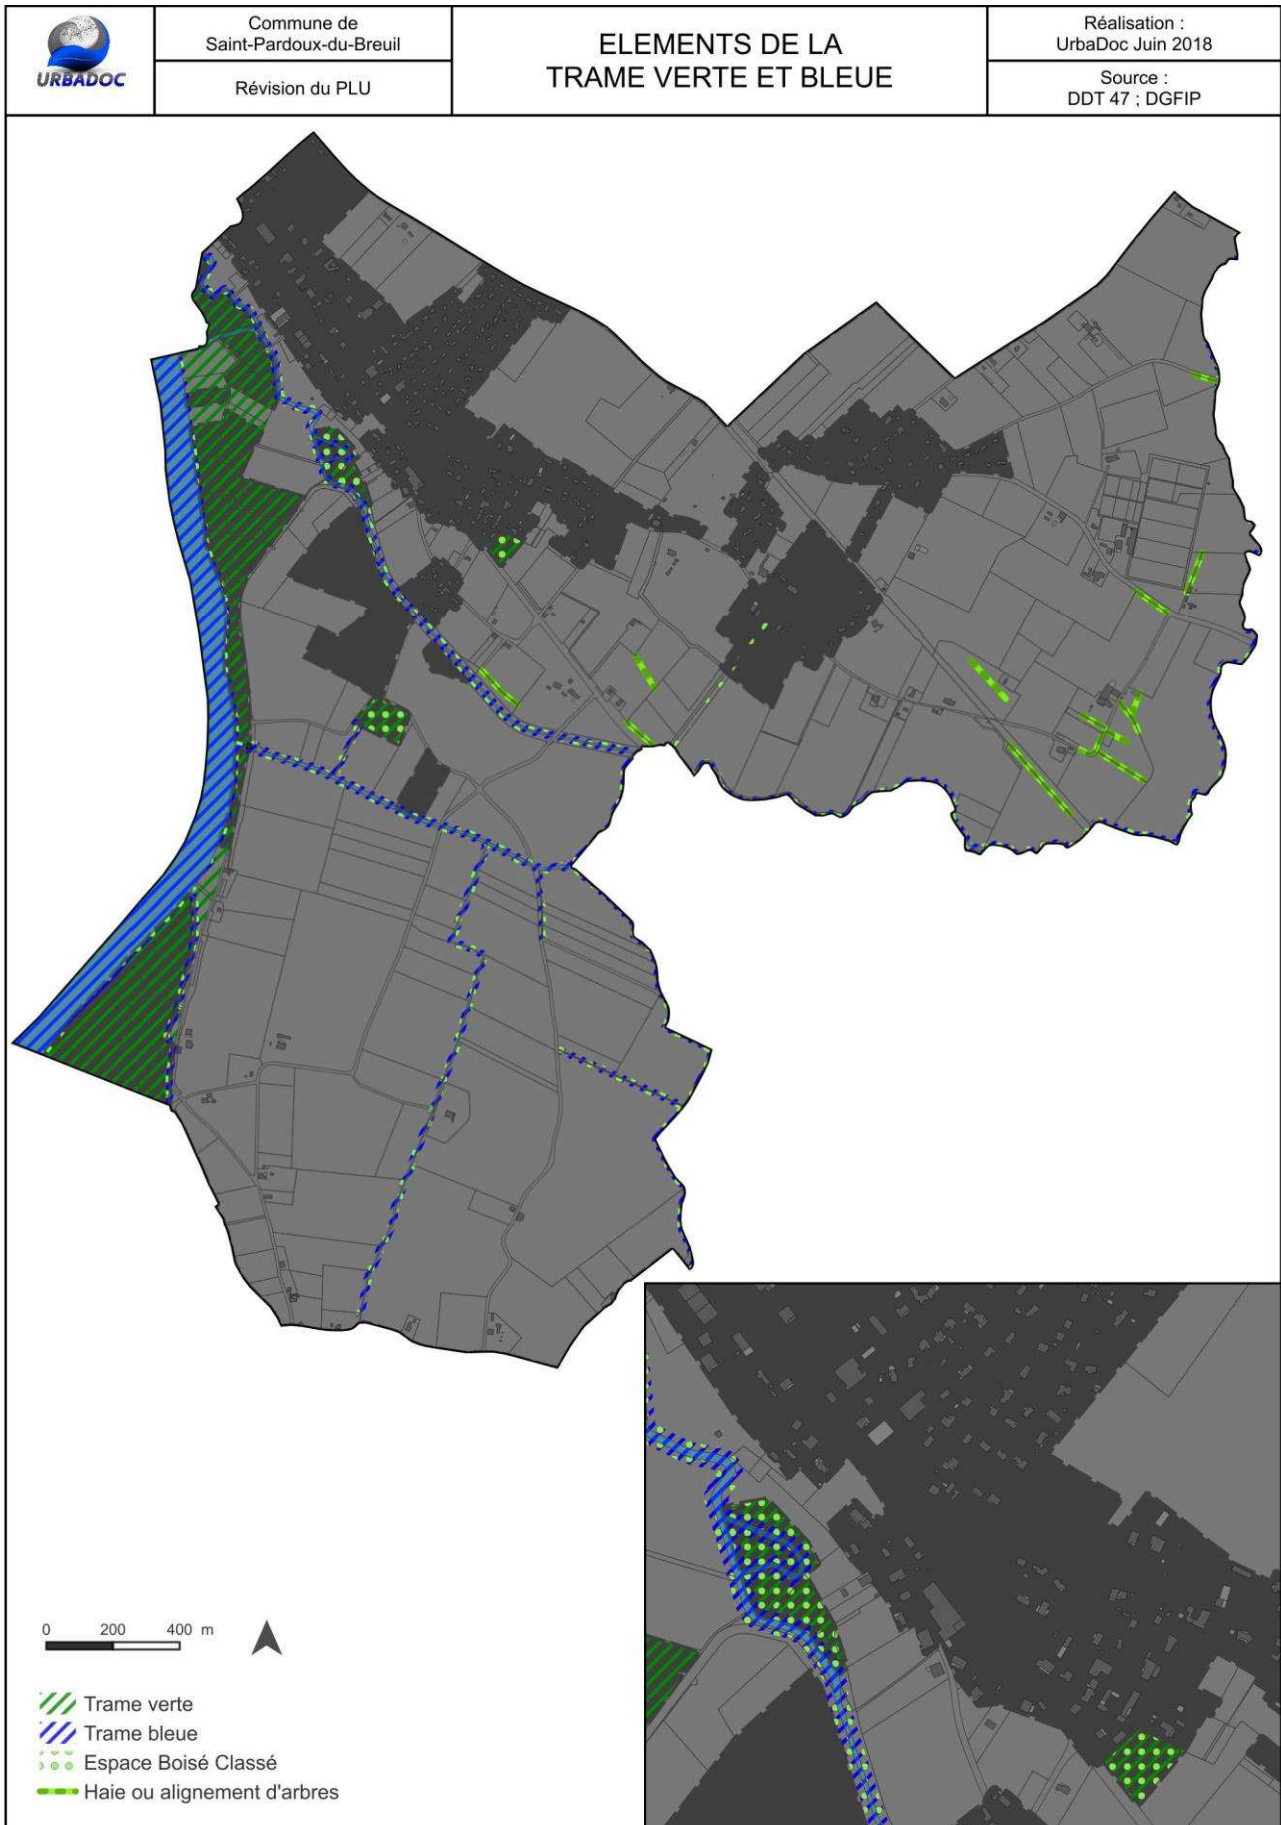 URBADOC
Commune de
Saint-Pardoux-du-Breuil
Révision du PLU
ELEMENTS DE LA
TRAME VERTE ET BLEUE
Réalisation :
UrbaDoc Juin 2018
Source :
DDT 47 ; DGFIP
0 200 400 m
Trame verte
Trame bleue
Espace Boisé Classé
Haie ou alignement d'arbres